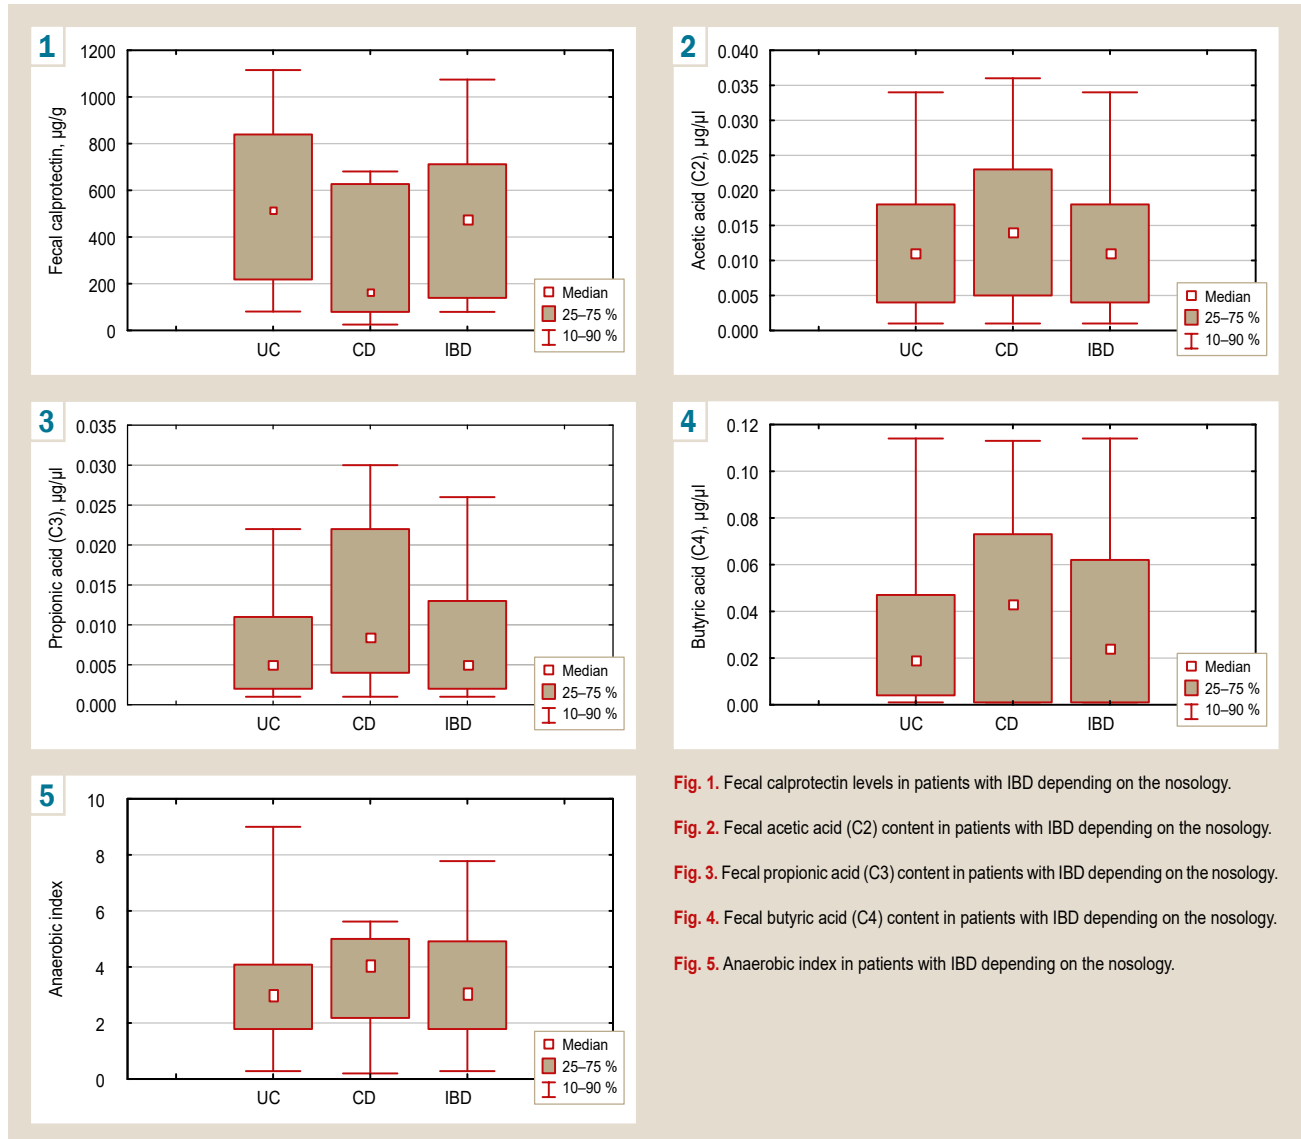 1
Fecal calprotectin, µg/g
1200
1000
800
600
400
200
0
UC CD IBD
Median
25–75 %
10–90 %
2
Acetic acid (C2), µg/µl
0.040
0.035
0.030
0.025
0.020
0.015
0.010
0.005
0.000
UC CD IBD
Median
25–75 %
10–90 %
3
Propionic acid (C3), µg/µl
0.035
0.030
0.025
0.020
0.015
0.010
0.005
0.000
UC CD IBD
Median
25–75 %
10–90 %
4
Butyric acid (C4), µg/µl
0.12
0.10
0.08
0.06
0.04
0.02
0.00
UC CD IBD
Median
25–75 %
10–90 %
5
Anaerobic index
10
8
6
4
2
0
UC CD IBD
Median
25–75 %
10–90 %
Fig. 1. Fecal calprotectin levels in patients with IBD depending on the nosology.
Fig. 2. Fecal acetic acid (C2) content in patients with IBD depending on the nosology.
Fig. 3. Fecal propionic acid (C3) content in patients with IBD depending on the nosology.
Fig. 4. Fecal butyric acid (C4) content in patients with IBD depending on the nosology.
Fig. 5. Anaerobic index in patients with IBD depending on the nosology.